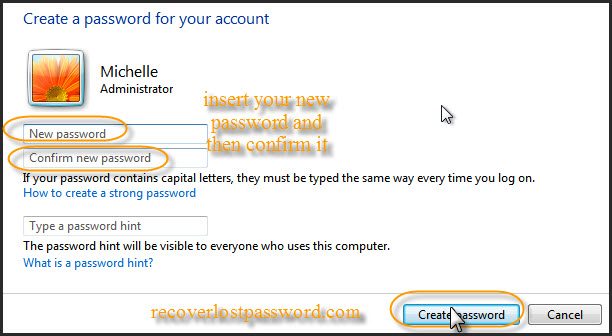 Create a password for your account
Michelle
Administrator
insert your new
password and
then confirm it
New password
Confirm new password
If your password contains capital letters, they must be typed the same way every time you log on.
How to create a strong password
Type a password hint
The password hint will be visible to everyone who uses this computer.
What is a password hint?
recoverlostpassword.com
Create password
Cancel